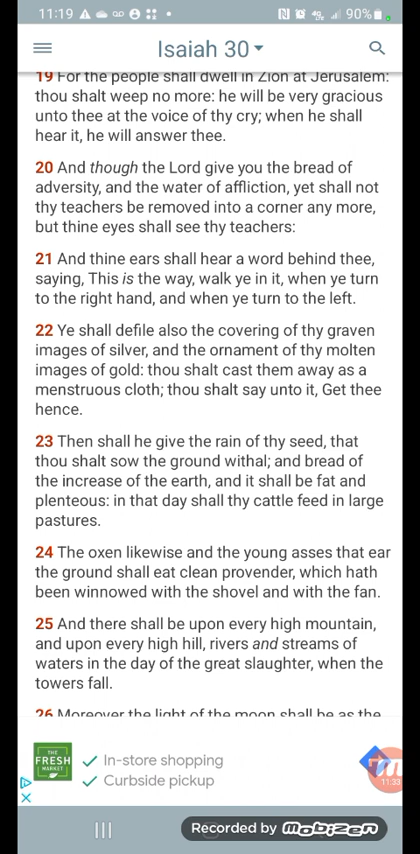 11:19 90%
Isaiah 30
19 For the people shall dwell in Zion at Jerusalem:
thou shalt weep no more: he will be very gracious
unto thee at the voice of thy cry; when he shall
hear it, he will answer thee.
20 And though the Lord give you the bread of
adversity, and the water of affliction, yet shall not
thy teachers be removed into a corner any more,
but thine eyes shall see thy teachers:
21 And thine ears shall hear a word behind thee,
saying, This is the way, walk ye in it, when ye turn
to the right hand, and when ye turn to the left.
22 Ye shall defile also the covering of thy graven
images of silver, and the ornament of thy molten
images of gold: thou shalt cast them away as a
menstruous cloth; thou shalt say unto it, Get thee
hence.
23 Then shall he give the rain of thy seed, that
thou shalt sow the ground withal; and bread of
the increase of the earth, and it shall be fat and
plenteous: in that day shall thy cattle feed in large
pastures.
24 The oxen likewise and the young asses that ear
the ground shall eat clean provender, which hath
been winnowed with the shovel and with the fan.
25 And there shall be upon every high mountain,
and upon every high hill, rivers and streams of
waters in the day of the great slaughter, when the
towers fall.
26 Moreover the light of the moon shall be as the
THE
FRESH
MARKET
In-store shopping
Curbside pickup
11:33
Recorded by mobizen